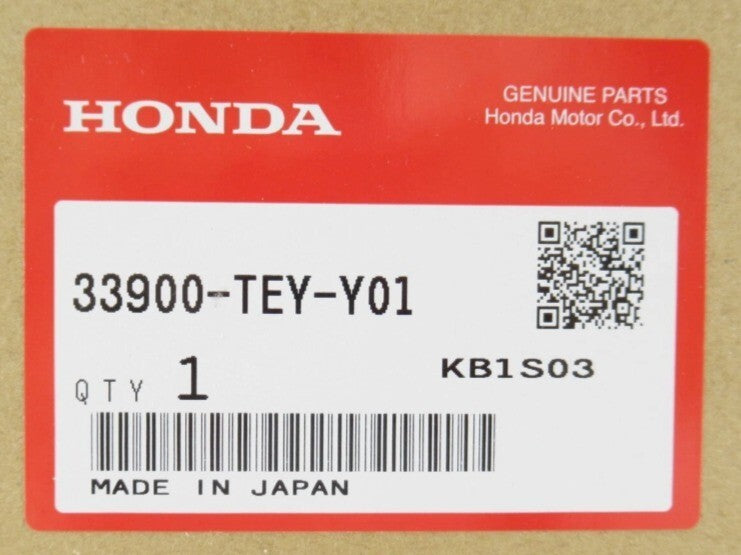 HONDA
GENUINE PARTS
Honda Motor Co., Ltd.
33900-TEY-Y01
QTY 1
KB1S03
MADE IN JAPAN